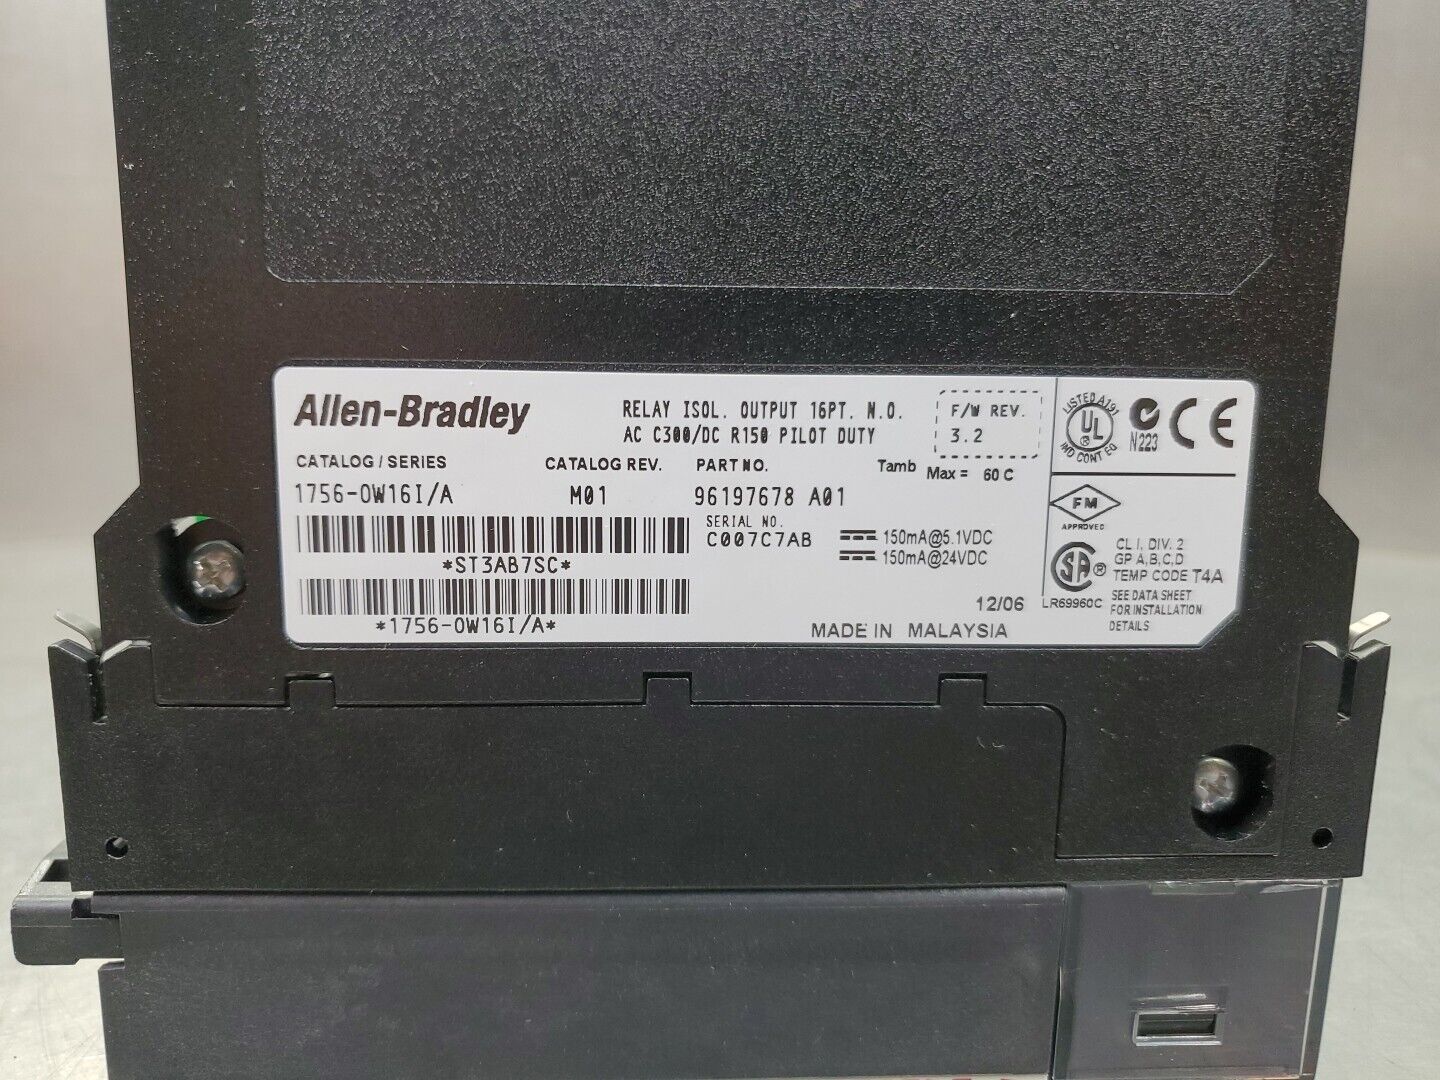 Allen-Bradley
RELAY ISOL. OUTPUT 16PT. N.O.
AC C300/DC R150 PILOT DUTY
F/W REV.
3.2
CATALOG / SERIES
CATALOG REV.
PART NO.
Tamb Max = 60 C
1756-OW16I/A
M01
96197678 A01
SERIAL NO.
C007C7AB
150mA@5.1VDC
150mA@24VDC
*ST3AB7SC*
*1756-OW16I/A*
12/06
MADE IN MALAYSIA
LISTED A191
UL
®
IND CONT EQ
N223
CE
FM
APPROVED
SA ®
LR69960C
CL I, DIV. 2
GP A,B,C,D
TEMP CODE T4A
SEE DATA SHEET
FOR INSTALLATION
DETAILS